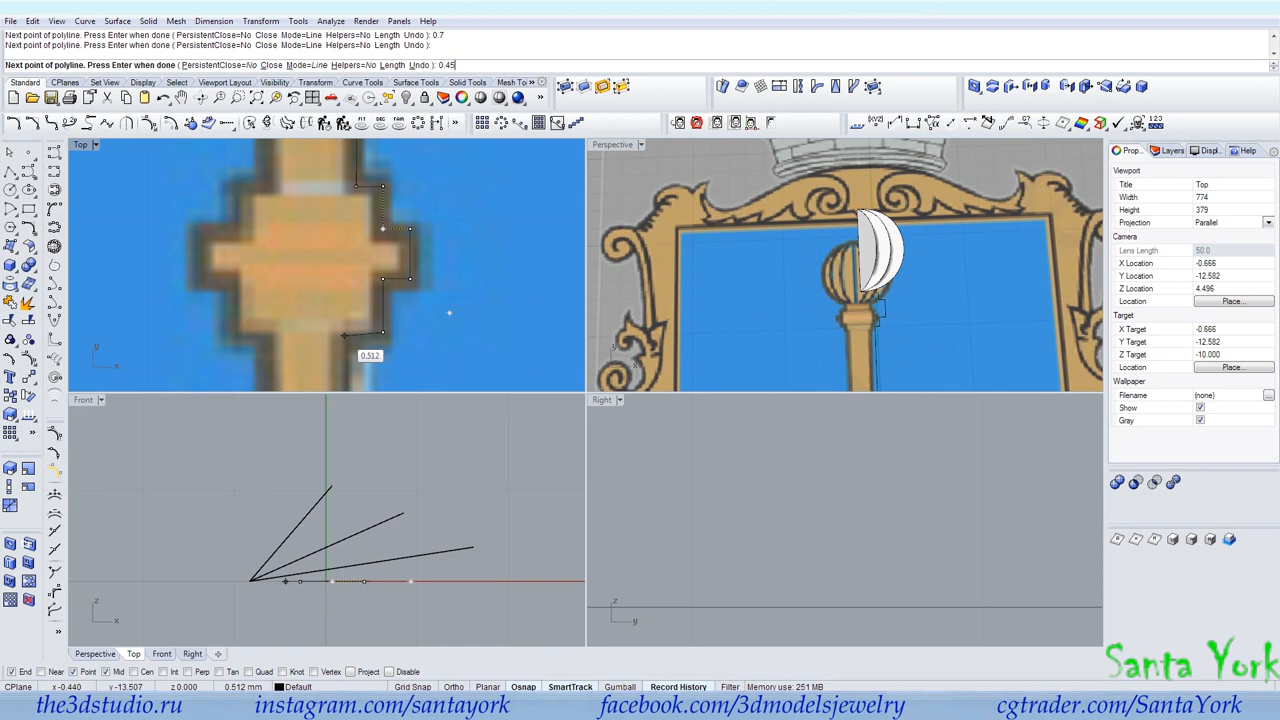 File Edit View Curve Surface Solid Mesh Dimension Transform Tools Analyze Render Panels Help
Next point of polyline. Press Enter when done ( PersistentClose=No Close Mode=Line Helpers=No Length Undo ): 0.7
Next point of polyline. Press Enter when done ( PersistentClose=No Close Mode=Line Helpers=No Length Undo ):
Next point of polyline. Press Enter when done ( PersistentClose=No Close Mode=Line Helpers=No Length Undo ): 0.45
Standard CPlanes Set View Display Select Viewport Layout Visibility Transform Curve Tools Surface Tools Solid Tools Mesh To
Top
Perspective
0.512
y
x
Front
Right
z
x
z
y
Prop... Layers Displ... Help
Viewport
Title Top
Width 774
Height 379
Projection Parallel
Camera
Lens Length 50.0
X Location -0.666
Y Location -12.582
Z Location 4.496
Location Place...
Target
X Target -0.666
Y Target -12.582
Z Target -10.000
Location Place...
Wallpaper
Filename (none)
Show
Gray
Perspective Top Front Right
End Near Point Mid Cen Int Perp Tan Quad Knot Vertex Project Disable
CPlane x -0.440 y -13.507 z 0.000 0.512 mm Default Grid Snap Ortho Planar Osnap SmartTrack Gumball Record History Filter Memory use: 251 MB
Santa York
the3dstudio.ru instagram.com/santayork facebook.com/3dmodelsjewelry cgtrader.com/SantaYork